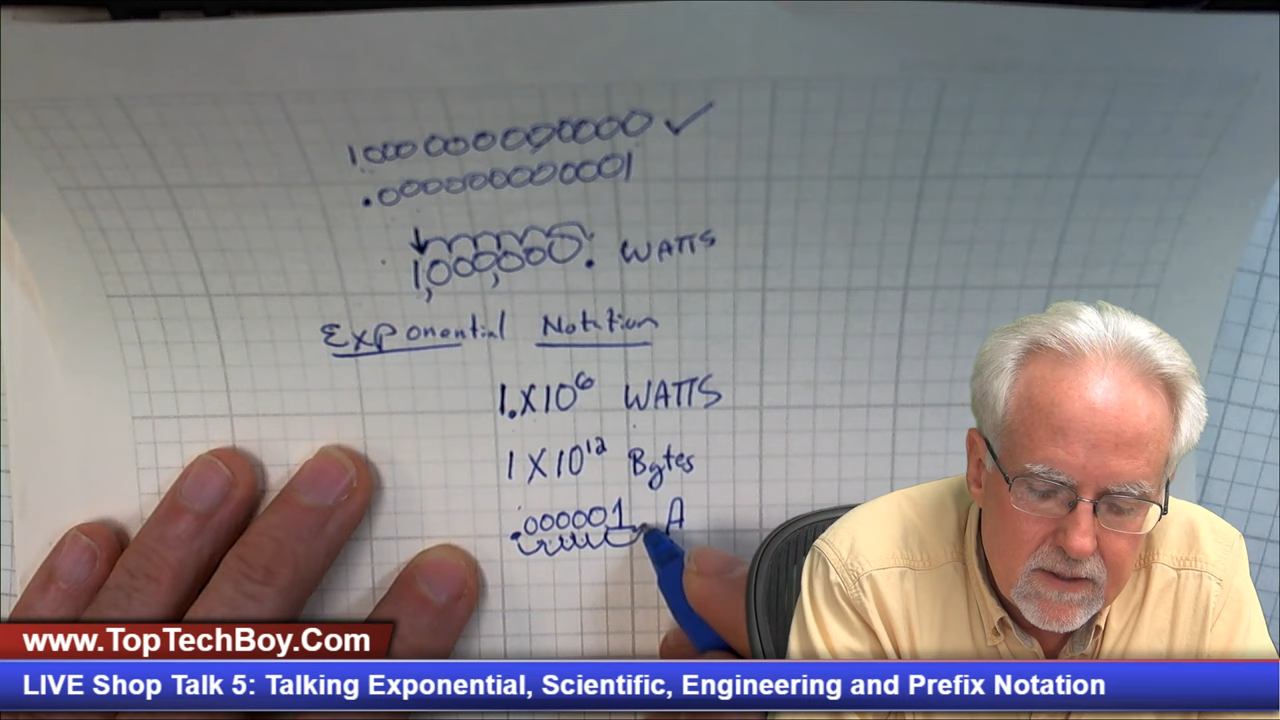 1000000000000 ✓
.000000000001
1,000,000. WATTS
Exponential Notation
1.X10⁶ WATTS
1X10¹² Bytes
.000001 A
www.TopTechBoy.Com
LIVE Shop Talk 5: Talking Exponential, Scientific, Engineering and Prefix Notation